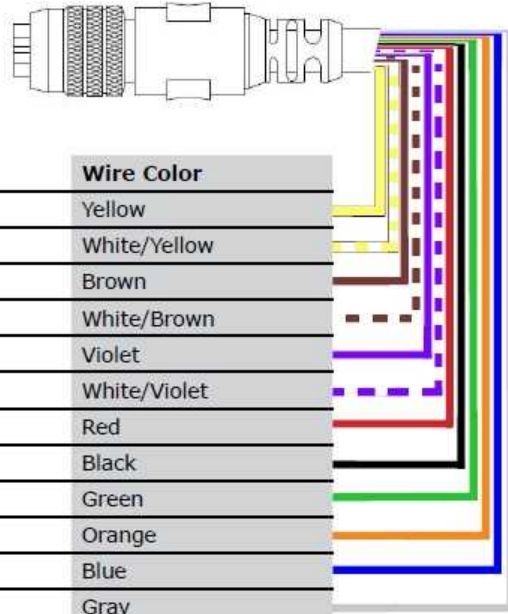 Wire Color
Yellow
White/Yellow
Brown
White/Brown
Violet
White/Violet
Red
Black
Green
Orange
Blue
Gray